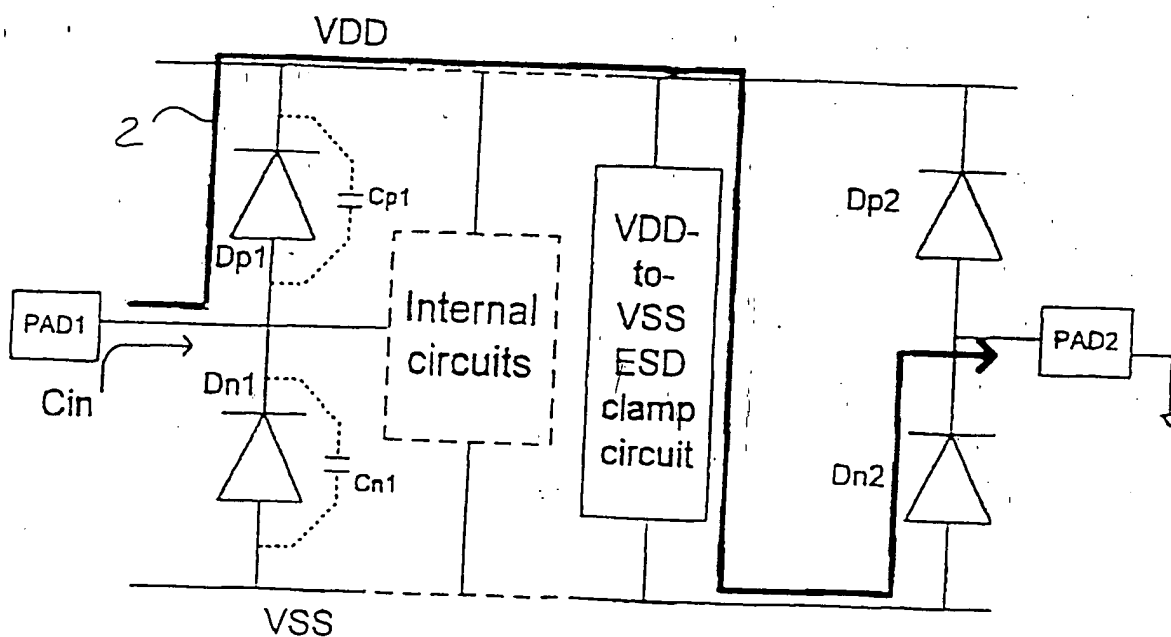 VDD
2
Cp1
Dp1
Dp2
PAD1
Internal
circuits
VDD-
to-
VSS
ESD
clamp
circuit
PAD2
Cin
Dn1
Cn1
Dn2
VSS